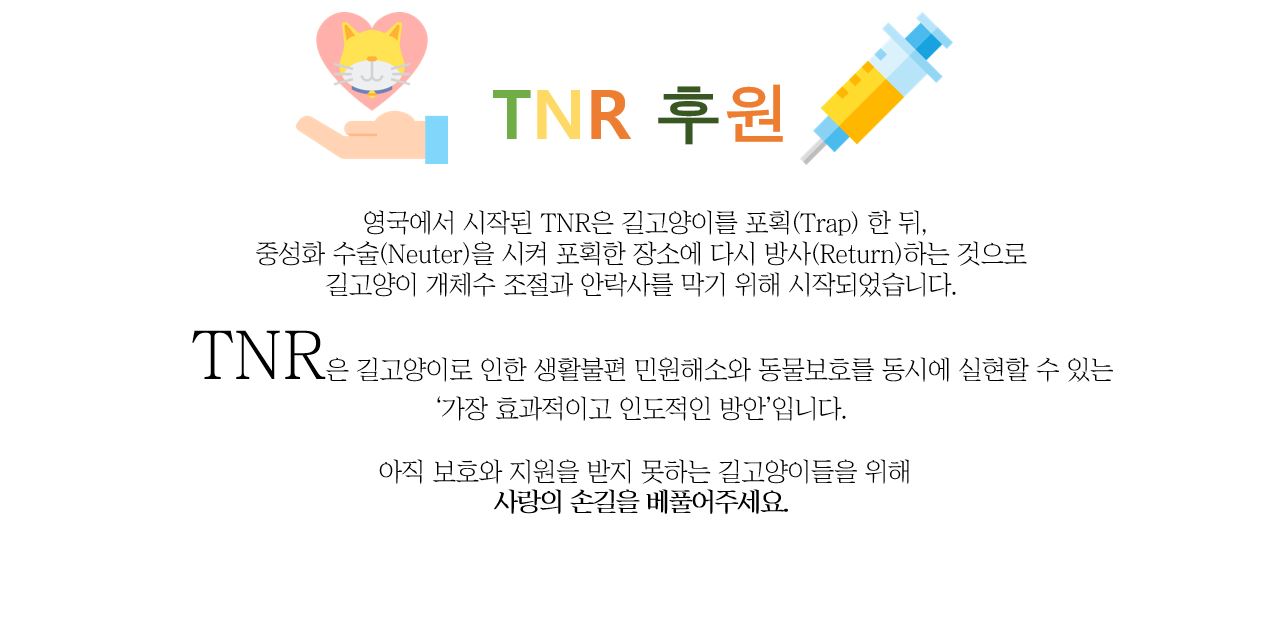 TNR 후원
영국에서 시작된 TNR은 길고양이를 포획(Trap) 한 뒤,
중성화 수술(Neuter)을 시켜 포획한 장소에 다시 방사(Return)하는 것으로
길고양이 개체수 조절과 안락사를 막기 위해 시작되었습니다.
TNR은 길고양이로 인한 생활불편 민원해소와 동물보호를 동시에 실현할 수 있는
‘가장 효과적이고 인도적인 방안’입니다.
아직 보호와 지원을 받지 못하는 길고양이들을 위해
사랑의 손길을 베풀어주세요.